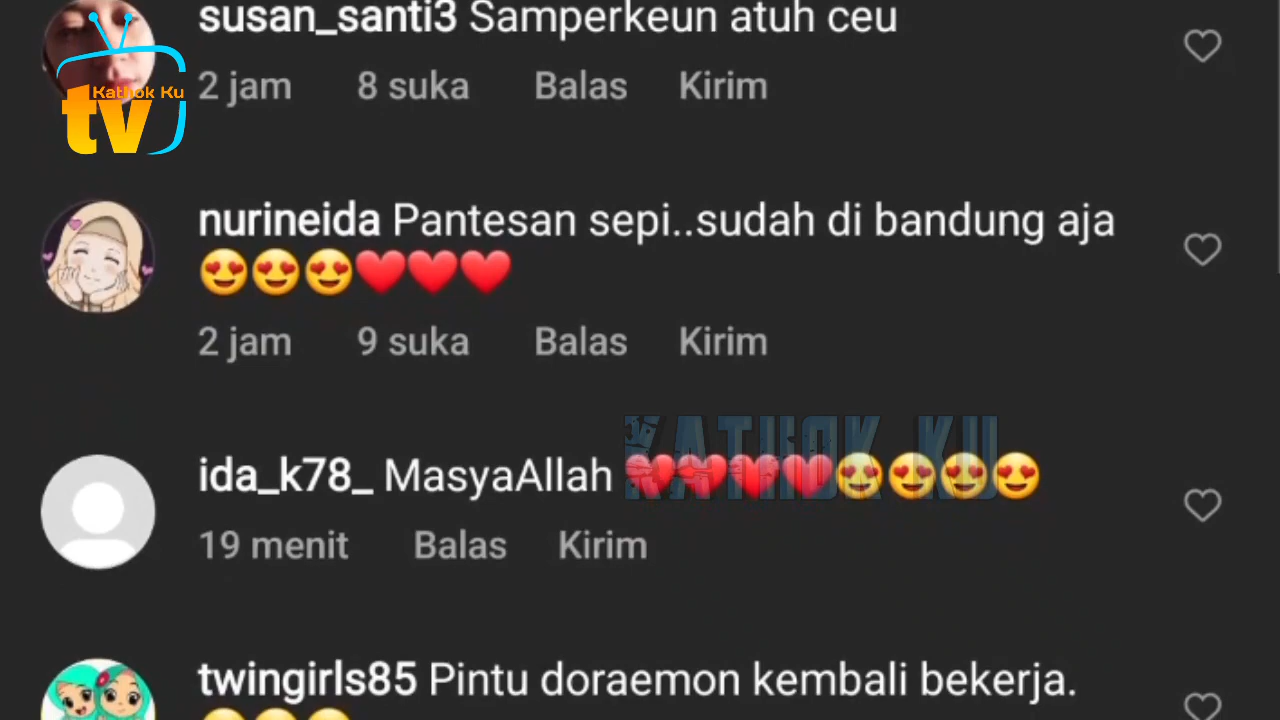 susan_santi3 Samperkeun atuh ceu
2 jam 8 suka Balas Kirim
Kathok Ku
tv
nurineida Pantesan sepi..sudah di bandung aja
😍😍😍❤️❤️❤️
2 jam 9 suka Balas Kirim
KATHOK KU
ida_k78_ MasyaAllah ❤️❤️❤️❤️😍😍😍😍
19 menit Balas Kirim
twingirls85 Pintu doraemon kembali bekerja.